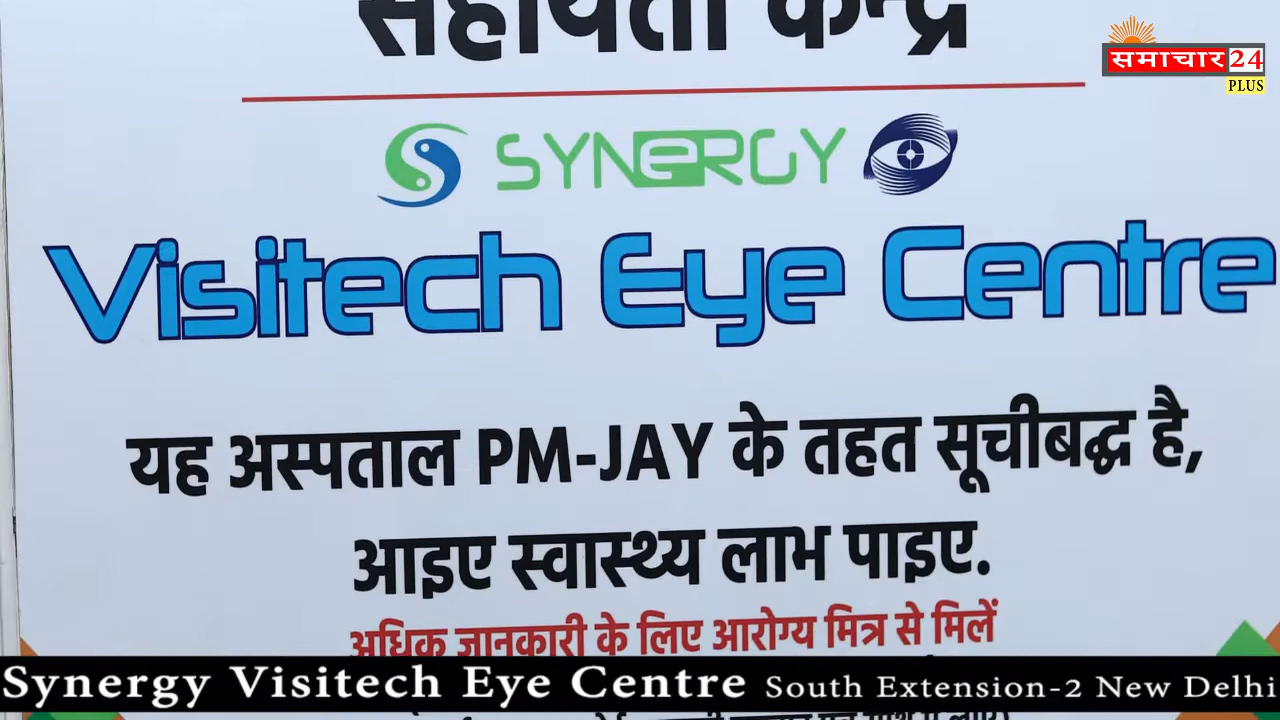 सहायता केन्द्र
समाचार 24
PLUS
SYNERGY
Visitech Eye Centre
यह अस्पताल PM-JAY के तहत सूचीबद्ध है,
आइए स्वास्थ्य लाभ पाइए.
अधिक जानकारी के लिए आरोग्य मित्र से मिलें
Synergy Visitech Eye Centre South Extension-2 New Delhi